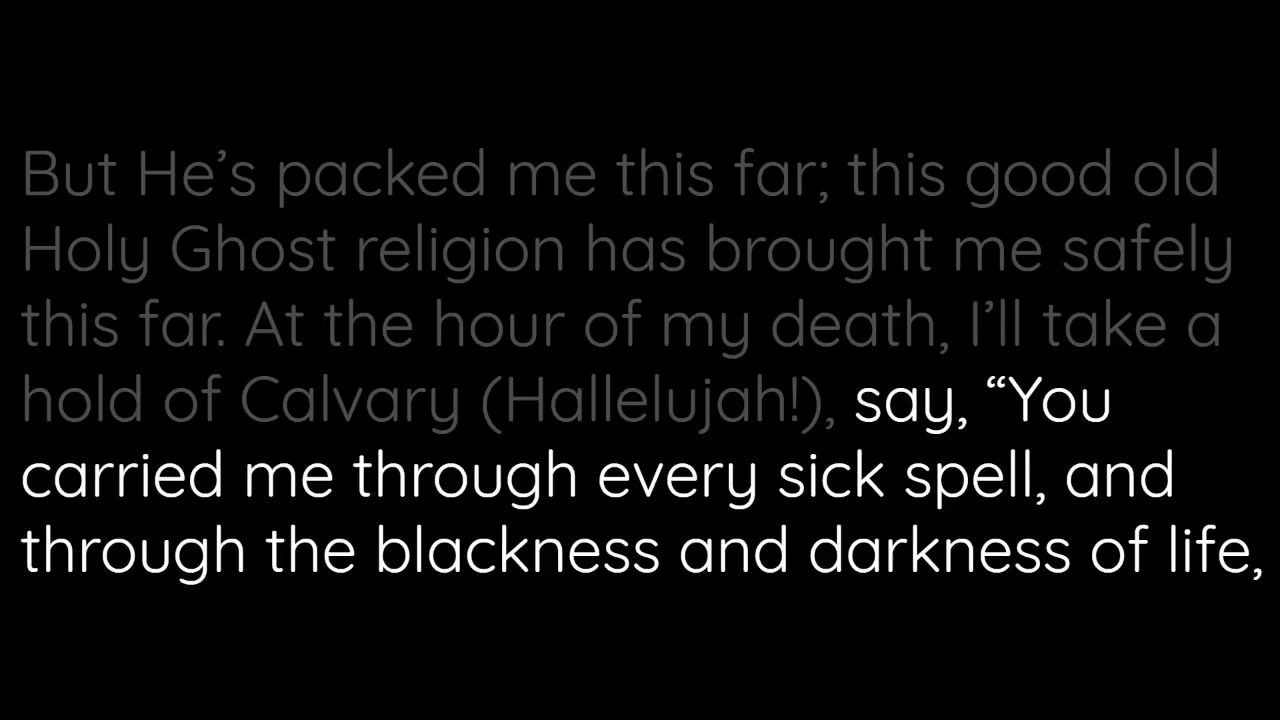 But He’s packed me this far; this good old
Holy Ghost religion has brought me safely
this far. At the hour of my death, I’ll take a
hold of Calvary (Hallelujah!), say, “You
carried me through every sick spell, and
through the blackness and darkness of life,